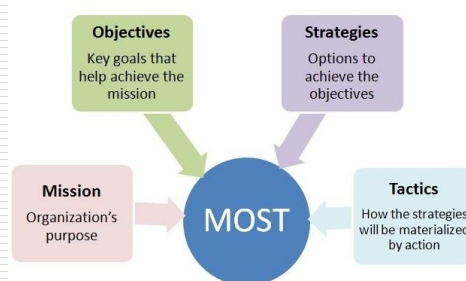 Objectives
Key goals that
help achieve the
mission
Strategies
Options to
achieve the
objectives
Mission
Organization's
purpose
MOST
Tactics
How the strategies
will be materialized
by action